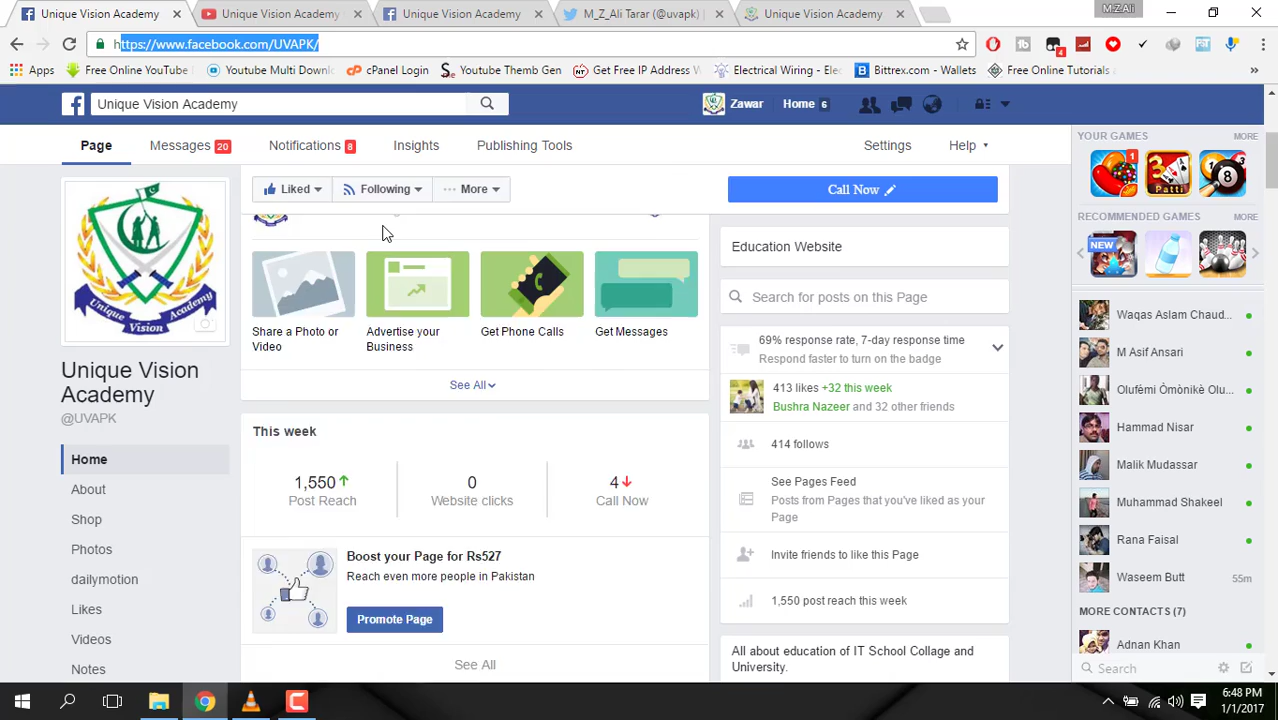 Unique Vision Academy
Unique Vision Academy
Unique Vision Academy
M_Z_Ali Tarar (@uvapk)
Unique Vision Academy
M.Z.Ali
https://www.facebook.com/UVAPK/
4
Apps
Free Online YouTube
Youtube Multi Downl
cPanel Login
Youtube Themb Gen
Get Free IP Address
Electrical Wiring - Elec
Bittrex.com - Wallets
Free Online Tutorials
»
Unique Vision Academy
Zawar
Home 6
Page
Messages 20
Notifications 8
Insights
Publishing Tools
Settings
Help
YOUR GAMES
MORE
1
3
Patti
8
RECOMMENDED GAMES
MORE
NEW
Liked
Following
More
Call Now
Share a Photo or
Video
Advertise your
Business
Get Phone Calls
Get Messages
See All
Education Website
Search for posts on this Page
69% response rate, 7-day response time
Respond faster to turn on the badge
413 likes +32 this week
Bushra Nazeer and 32 other friends
414 follows
See Pages Feed
Posts from Pages that you've liked as your
Page
Invite friends to like this Page
1,550 post reach this week
All about education of IT School Collage and
University.
Unique Vision Academy
Unique Vision
Academy
@UVAPK
Home
About
Shop
Photos
dailymotion
Likes
Videos
Notes
This week
1,550
Post Reach
0
Website clicks
4
Call Now
Boost your Page for Rs527
Reach even more people in Pakistan
Promote Page
See All
Waqas Aslam Chaud...
M Asif Ansari
Olufémi Òmònikè Olu...
Hammad Nisar
Malik Mudassar
Muhammad Shakeel
Rana Faisal
Waseem Butt
55m
MORE CONTACTS (7)
Adnan Khan
Search
6:48 PM
1/1/2017